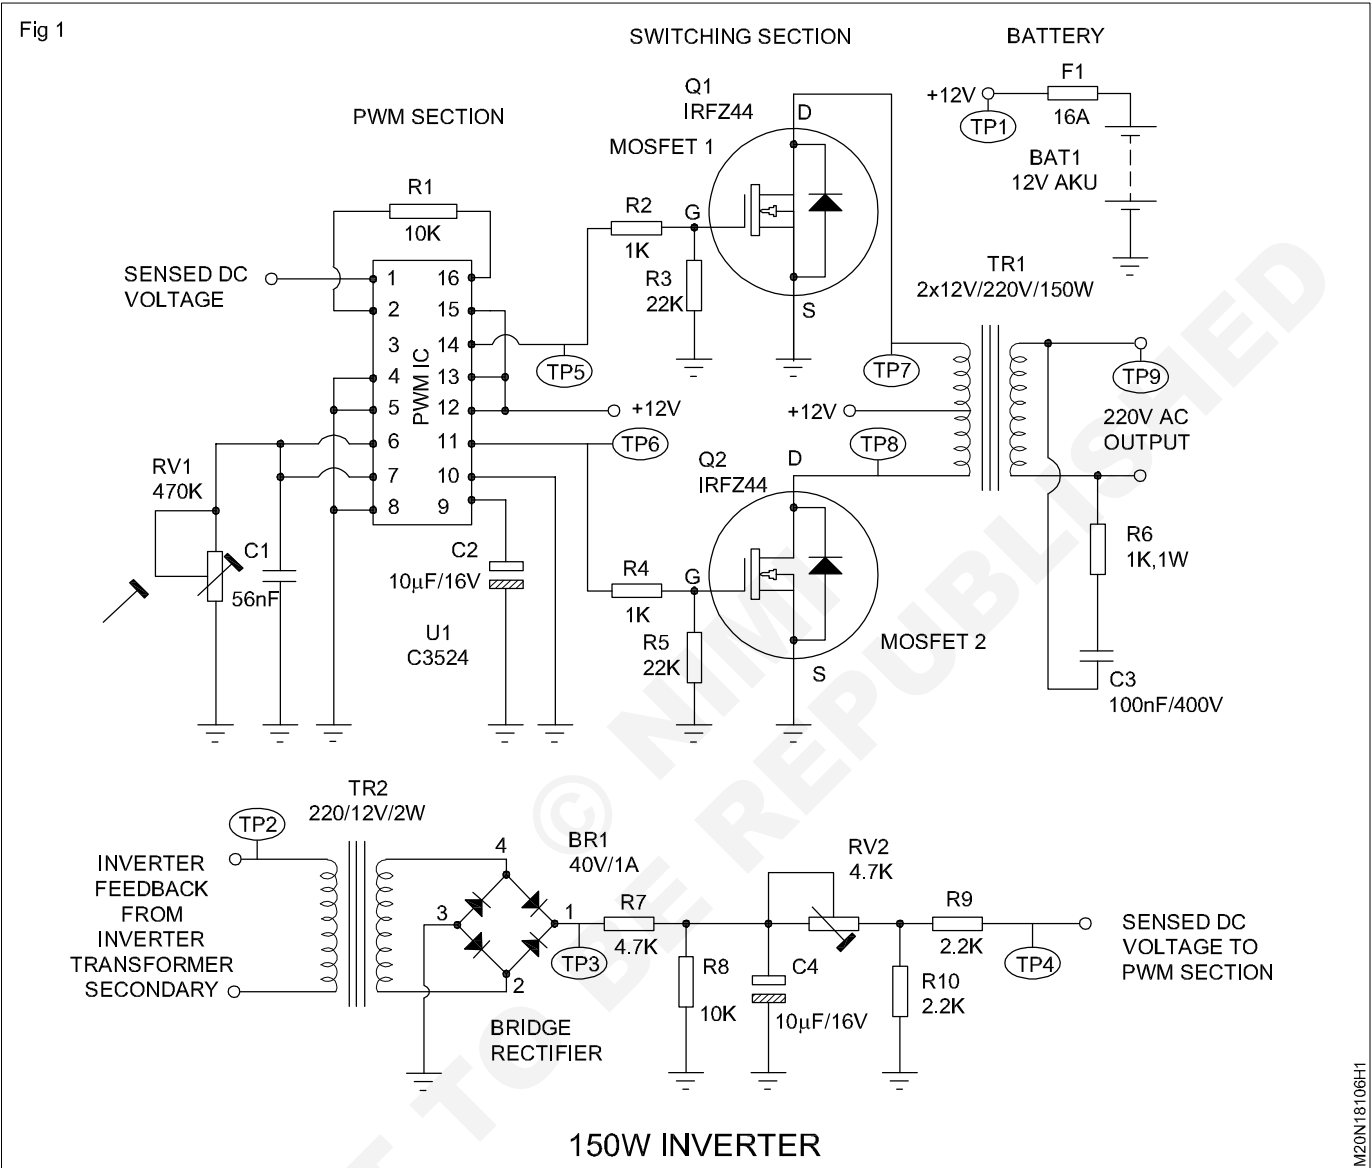 Fig 1
SWITCHING SECTION
BATTERY
PWM SECTION
Q1
IRFZ44
MOSFET 1
D
G
S
+12V
TP1
F1
16A
BAT1
12V AKU
R1
10K
SENSED DC
VOLTAGE
1
2
3
4
5
6
7
8
16
15
14
13
12
11
10
9
PWM IC
R2
1K
R3
22K
TP5
+12V
TP6
TR1
2x12V/220V/150W
TP7
+12V
TP8
TP9
220V AC
OUTPUT
RV1
470K
C1
56nF
C2
10µF/16V
U1
C3524
Q2
IRFZ44
D
R4
1K
G
R5
22K
S
MOSFET 2
R6
1K,1W
C3
100nF/400V
TR2
220/12V/2W
TP2
INVERTER
FEEDBACK
FROM
INVERTER
TRANSFORMER
SECONDARY
BR1
40V/1A
4
3
1
2
BRIDGE
RECTIFIER
TP3
R7
4.7K
R8
10K
C4
10µF/16V
RV2
4.7K
R9
2.2K
R10
2.2K
TP4
SENSED DC
VOLTAGE TO
PWM SECTION
150W INVERTER
M20N18106H1
© NIMI
T TO BE REPUBLISHED